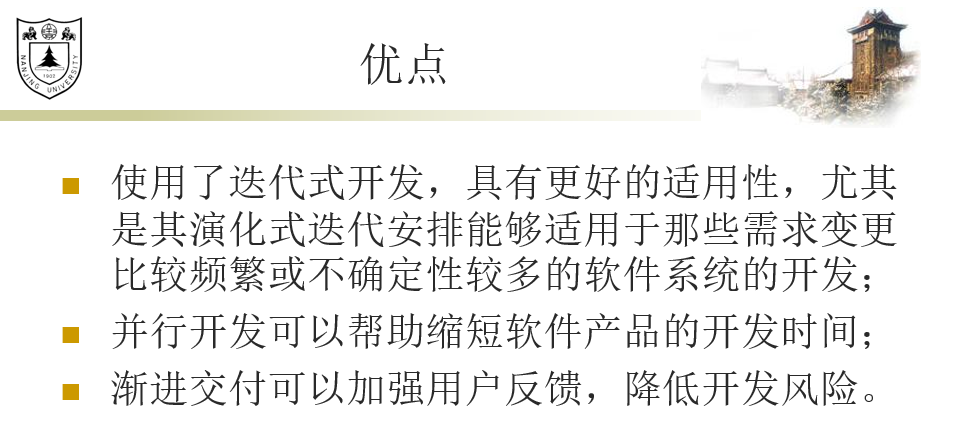 NANJING UNIVERSITY
1902
优点
使用了迭代式开发，具有更好的适用性，尤其
是其演化式迭代安排能够适用于那些需求变更
比较频繁或不确定性较多的软件系统的开发；
并行开发可以帮助缩短软件产品的开发时间；
渐进交付可以加强用户反馈，降低开发风险。